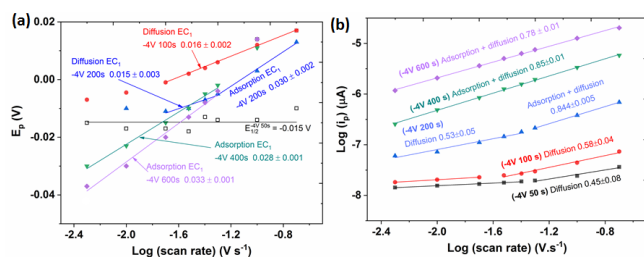 (a)
Diffusion EC1
-4V 100s 0.016 ± 0.002
Diffusion EC1
-4V 200s 0.015 ± 0.003
Adsorption EC1
-4V 200s 0.030 ± 0.002
E1/2 -4V 50s = -0.015 V
Adsorption EC1
-4V 400s 0.028 ± 0.001
Adsorption EC1
-4V 600s 0.033 ± 0.001
0.02
0.00
-0.02
-0.04
Ep (V)
-2.4 -2.0 -1.6 -1.2 -0.8
Log (scan rate) (V s-1)
(b)
(-4V 600 s) Adsorption + diffusion 0.78 ± 0.01
(-4V 400 s) Adsorption + diffusion 0.85±0.01
(-4V 200 s)
Diffusion 0.53±0.05
Adsorption + diffusion
0.844±0.005
(-4V 100 s) Diffusion 0.58±0.04
(-4V 50 s) Diffusion 0.45±0.08
-5
-6
-7
-8
Log (ip) (μA)
-2.4 -2.0 -1.6 -1.2 -0.8
Log (scan rate) (V.s-1)